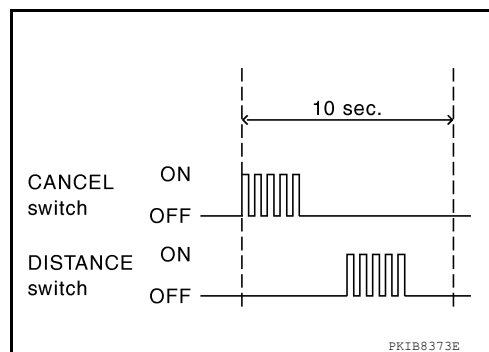 10 sec.
CANCEL
switch
ON
OFF
DISTANCE
switch
ON
OFF
PKIB8373E